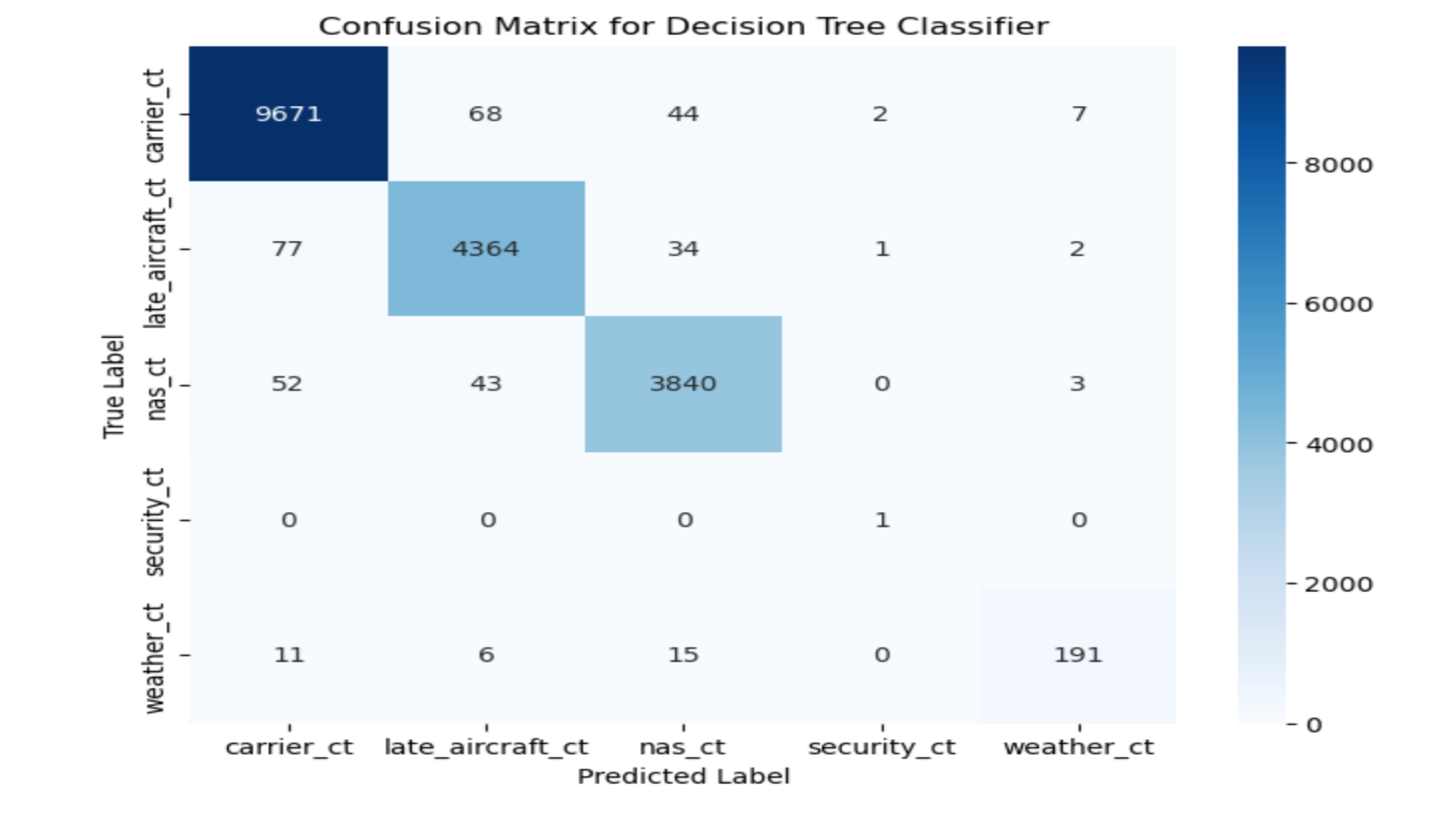 Confusion Matrix for Decision Tree Classifier
True Label
carrier_ct 9671 68 44 2 7
late_aircraft_ct 77 4364 34 1 2
nas_ct 52 43 3840 0 3
security_ct 0 0 0 1 0
weather_ct 11 6 15 0 191
carrier_ct late_aircraft_ct nas_ct security_ct weather_ct
Predicted Label
8000
6000
4000
2000
0